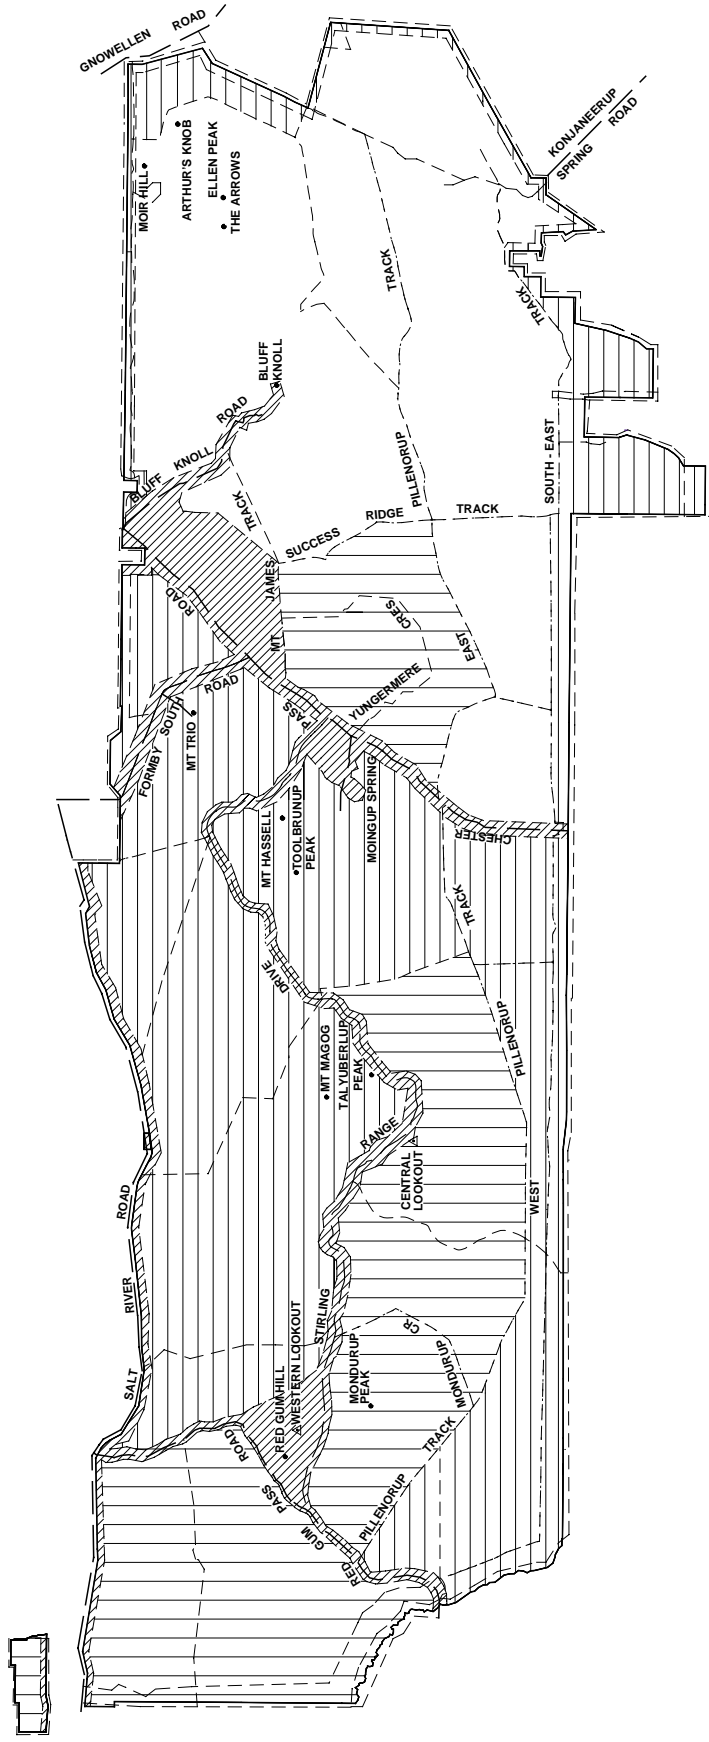 GNOWELLEN ROAD
KONJANEERUP
SPRING ROAD
MOIR HILL
ARTHUR'S KNOB
ELLEN PEAK
THE ARROWS
TRACK
TRACK
BLUFF
KNOLL
BLUFF KNOLL ROAD
TRACK
PILLENORUP
SOUTH - EAST
SUCCESS RIDGE TRACK
MT JAMES
ROAD
CRES
EAST
YUNGERMERE
PASS
FORMBY SOUTH ROAD
MT TRIO
MT HASSELL
TOOLBRUNUP
PEAK
MOINGUP SPRING
CHESTER
TRACK
DRIVE
PILLENORUP
MT MAGOG
TALYUBERLUP
PEAK
RANGE
CENTRAL
LOOKOUT
WEST
SALT RIVER ROAD
STIRLING
WESTERN LOOKOUT
RED GUM HILL
MONDURUP
PEAK
MONDURUP CR
PILLENORUP TRACK
RED GUM PASS ROAD